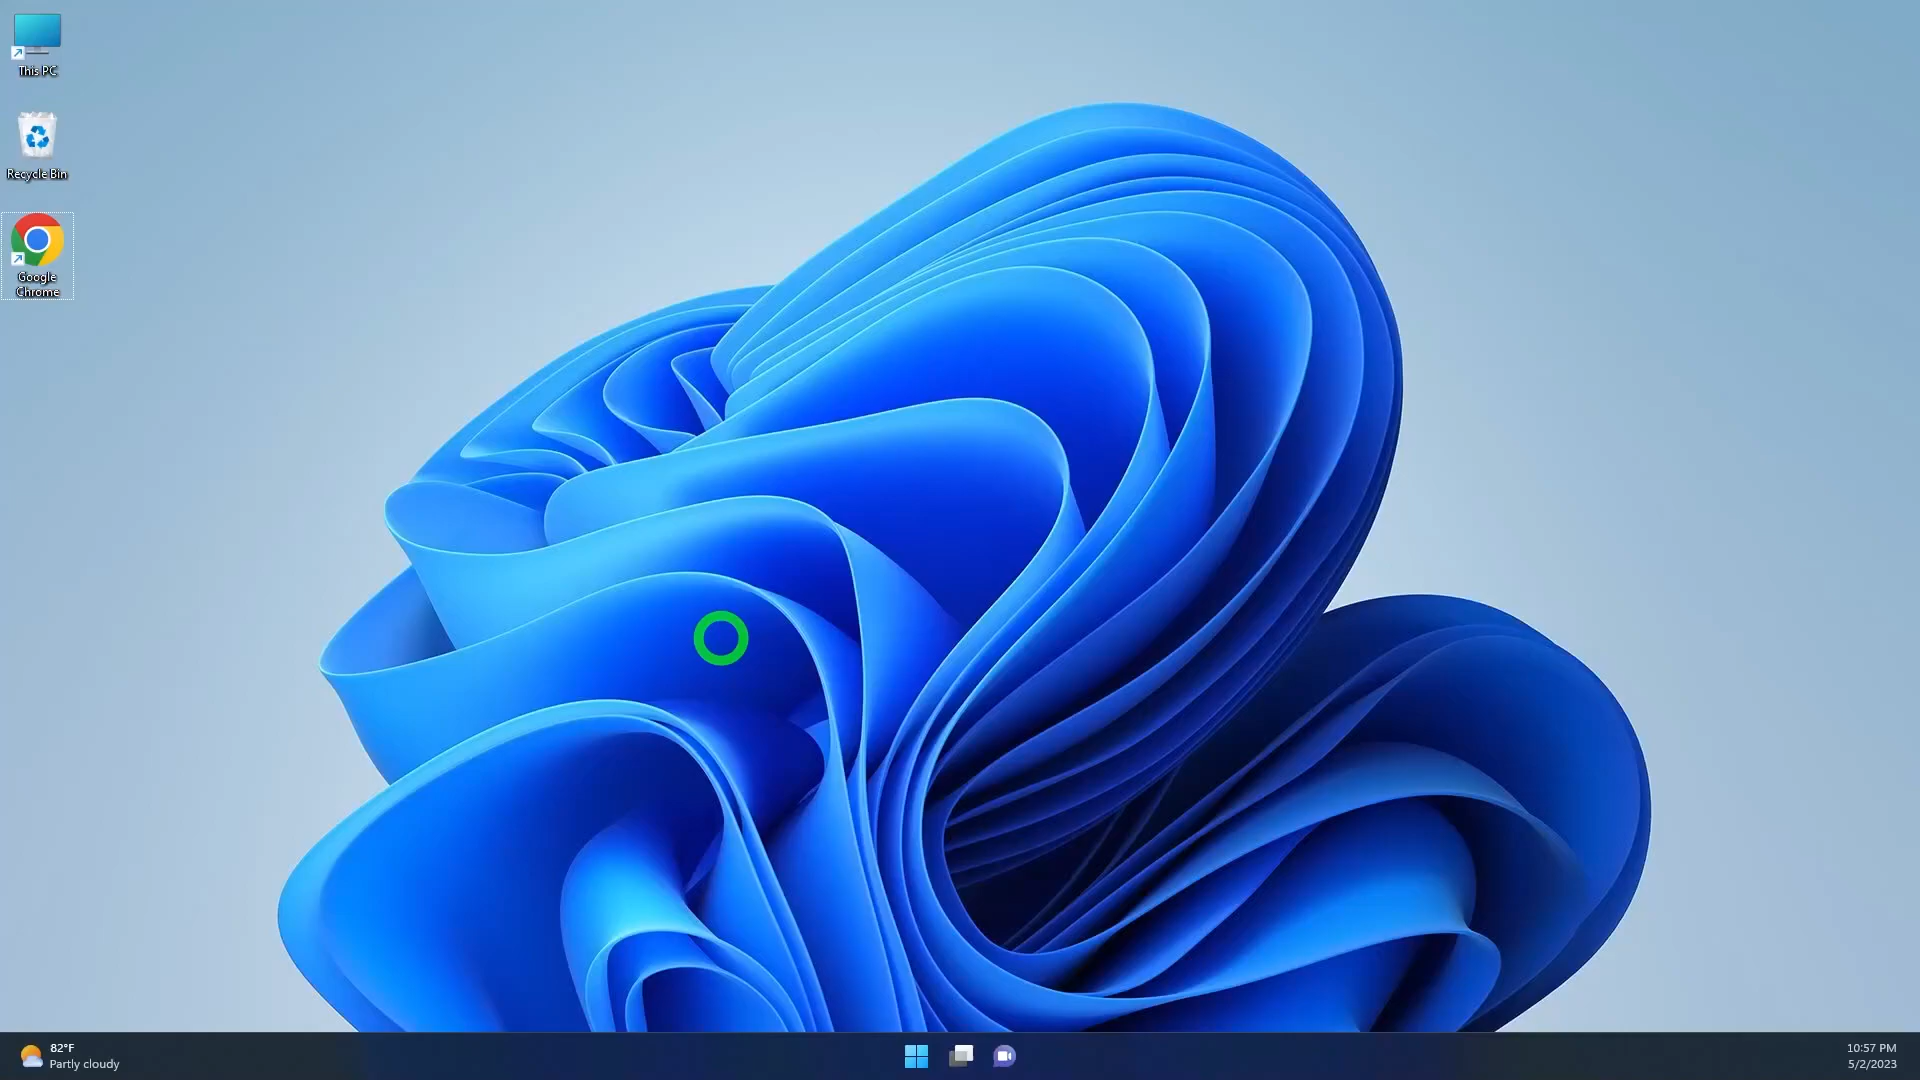 This PC
Recycle Bin
Google
Chrome
82°F
Partly cloudy
10:57 PM
5/2/2023